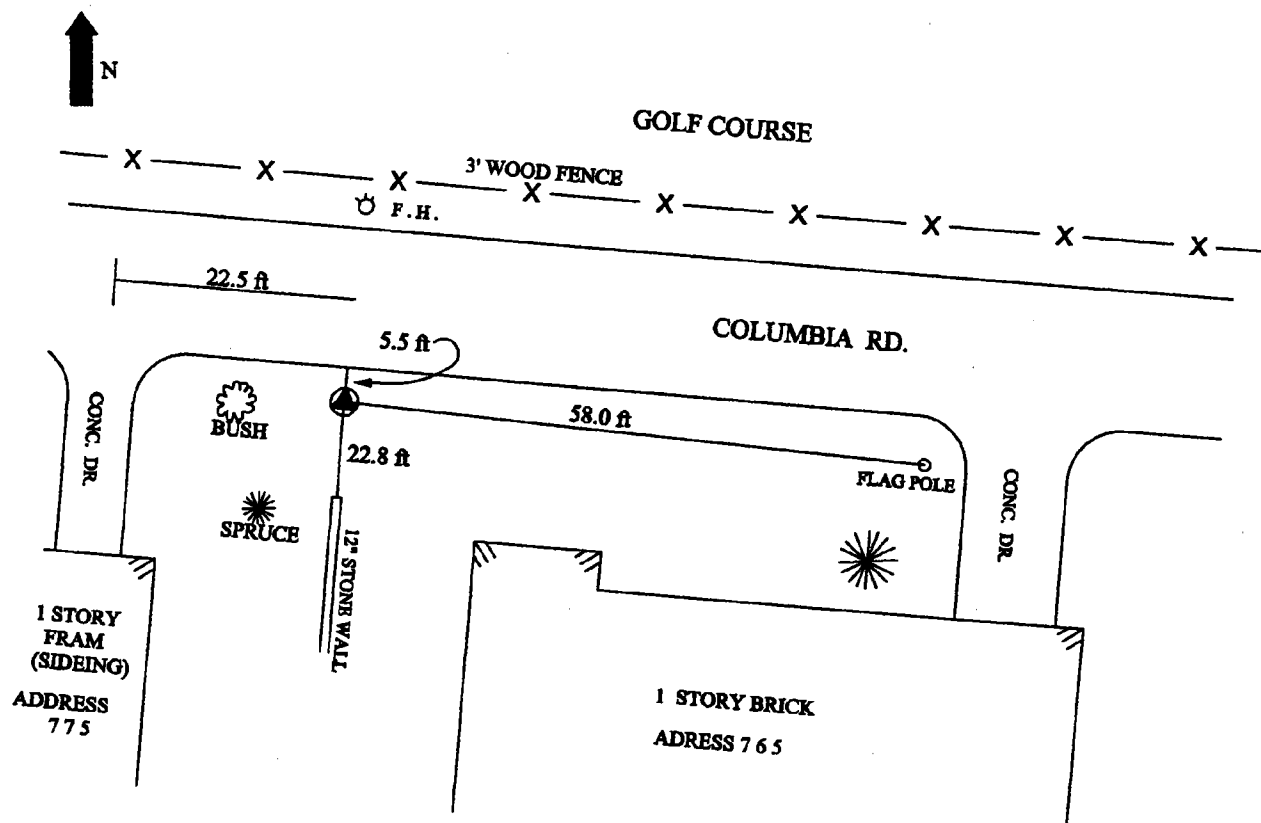 N
GOLF COURSE
3' WOOD FENCE
F.H.
22.5 ft
COLUMBIA RD.
5.5 ft
58.0 ft
BUSH
22.8 ft
FLAG POLE
CONC. DR.
CONC. DR.
SPRUCE
12" STONE WALL
1 STORY
FRAM
(SIDEING)
ADDRESS
775
1 STORY BRICK
ADRESS 765